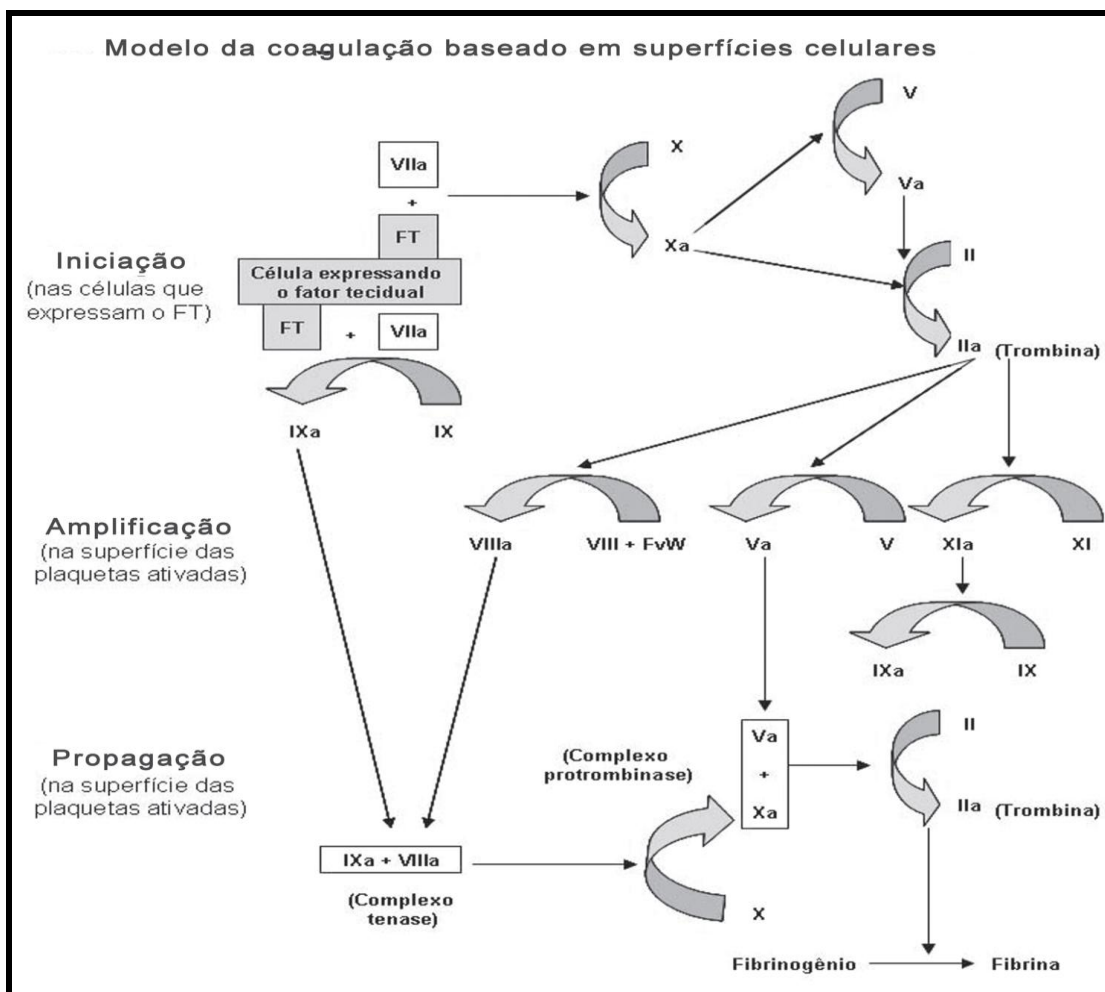 Modelo da coagulação baseado em superfícies celulares
Iniciação
(nas células que
expressam o FT)
VIIa
+
FT
Célula expressando
o fator tecidual
FT
+
VIIa
IXa
IX
X
Xa
V
Va
II
IIa (Trombina)
Amplificação
(na superfície das
plaquetas ativadas)
VIIIa
VIII + FvW
Va
V
XIa
XI
IXa
IX
Propagação
(na superfície das
plaquetas ativadas)
IXa + VIIIa
(Complexo
tenase)
(Complexo
protrombinase)
Va
+
Xa
X
II
IIa (Trombina)
Fibrinogênio
Fibrina